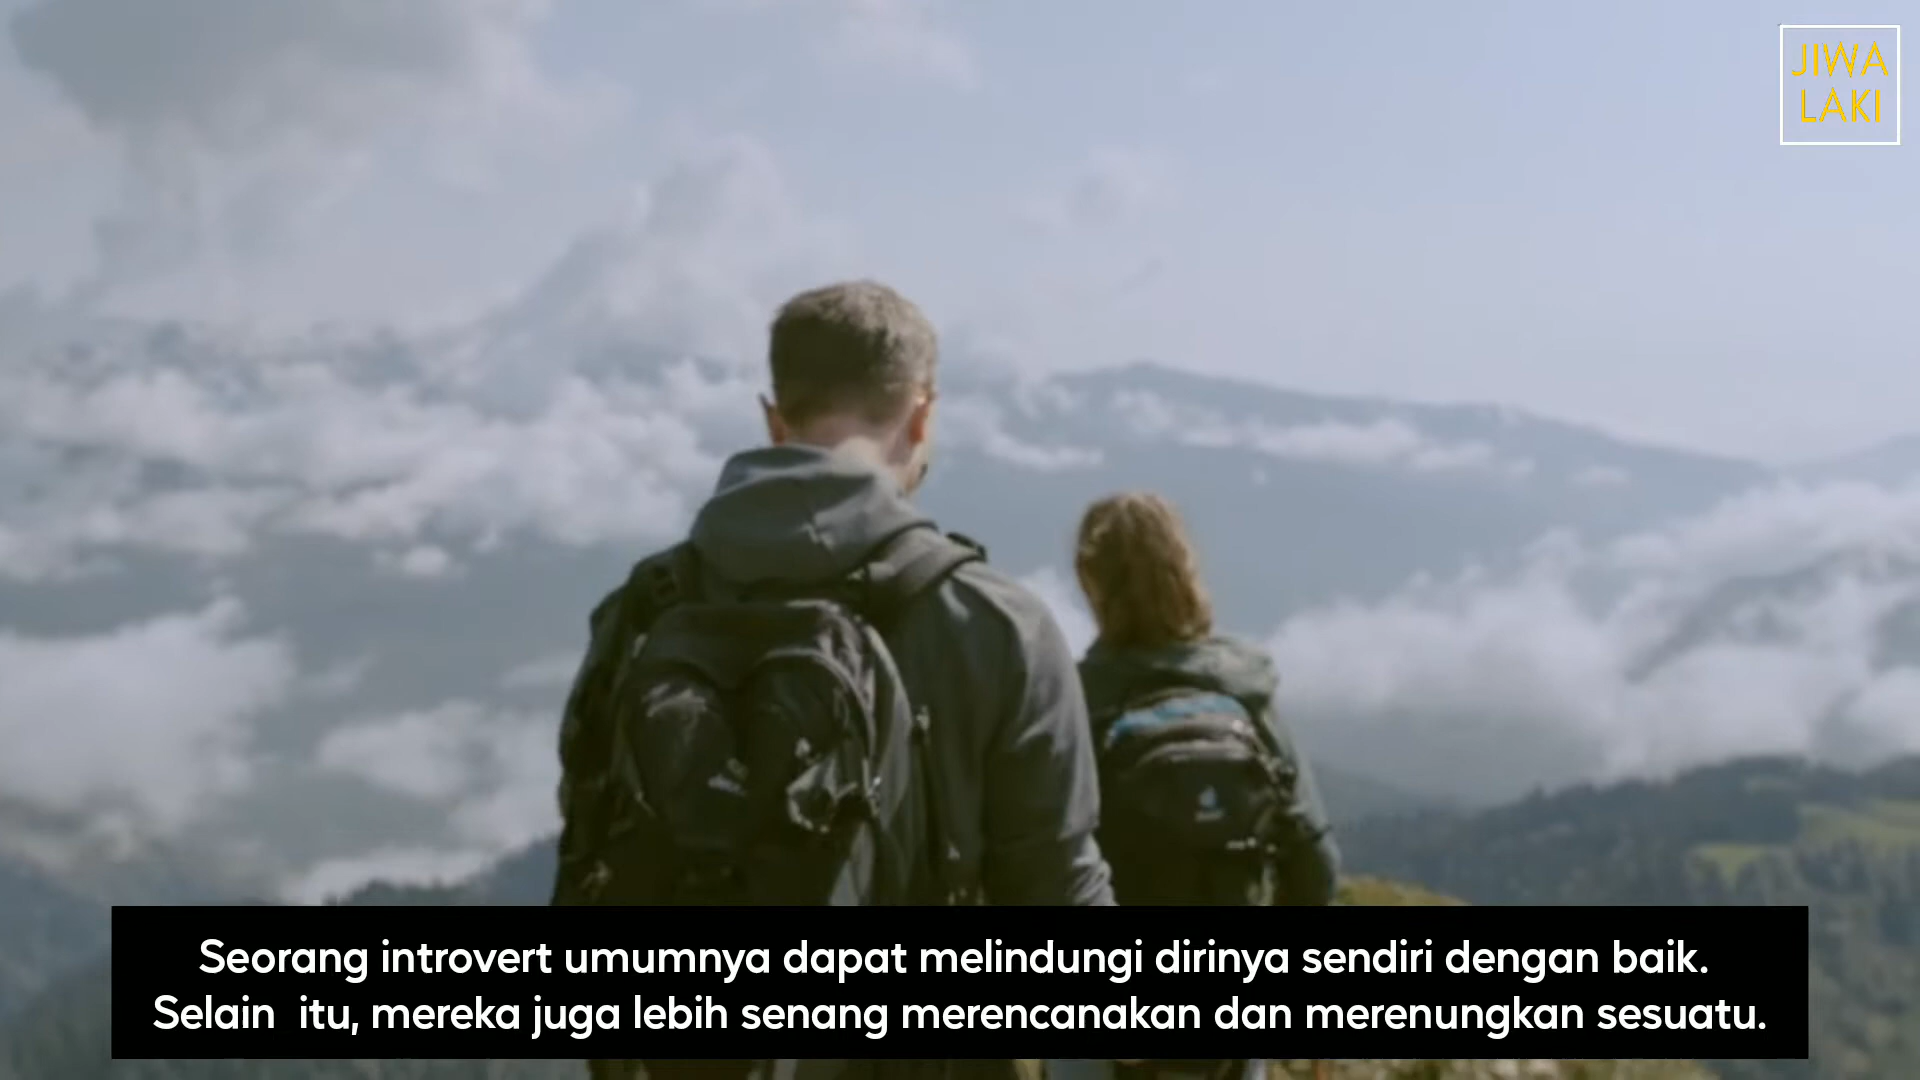 JIWA
LAKI
Seorang introvert umumnya dapat melindungi dirinya sendiri dengan baik.
Selain  itu, mereka juga lebih senang merencanakan dan merenungkan sesuatu.